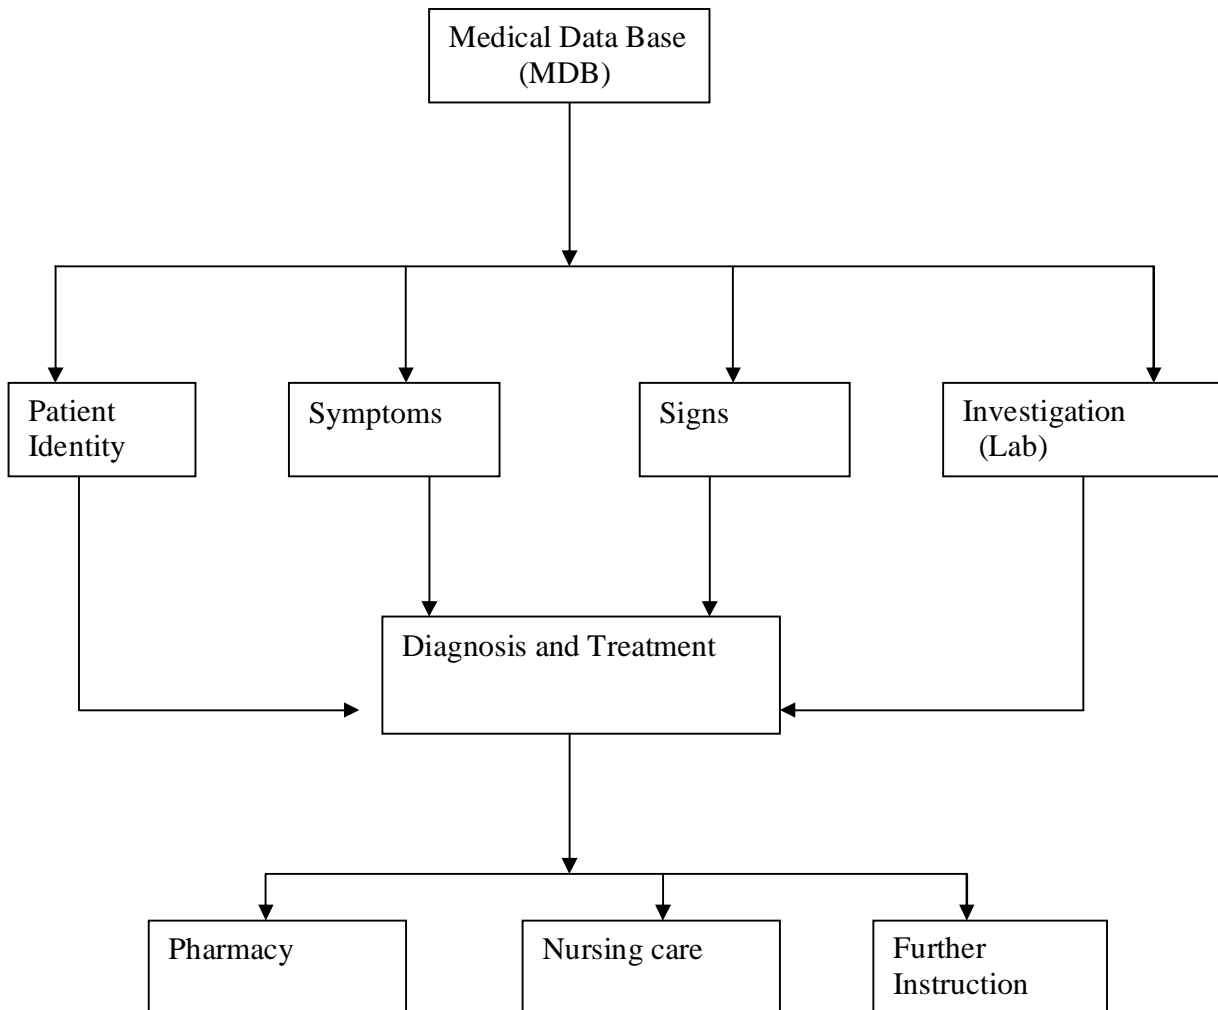 Medical Data Base
(MDB)
Patient
Identity
Symptoms
Signs
Investigation
(Lab)
Diagnosis and Treatment
Pharmacy
Nursing care
Further
Instruction